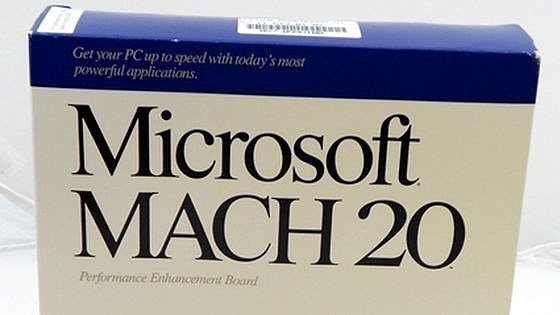 Get your PC up to speed with today's most
powerful applications.
Microsoft
MACH 20
Performance Enhancement Board